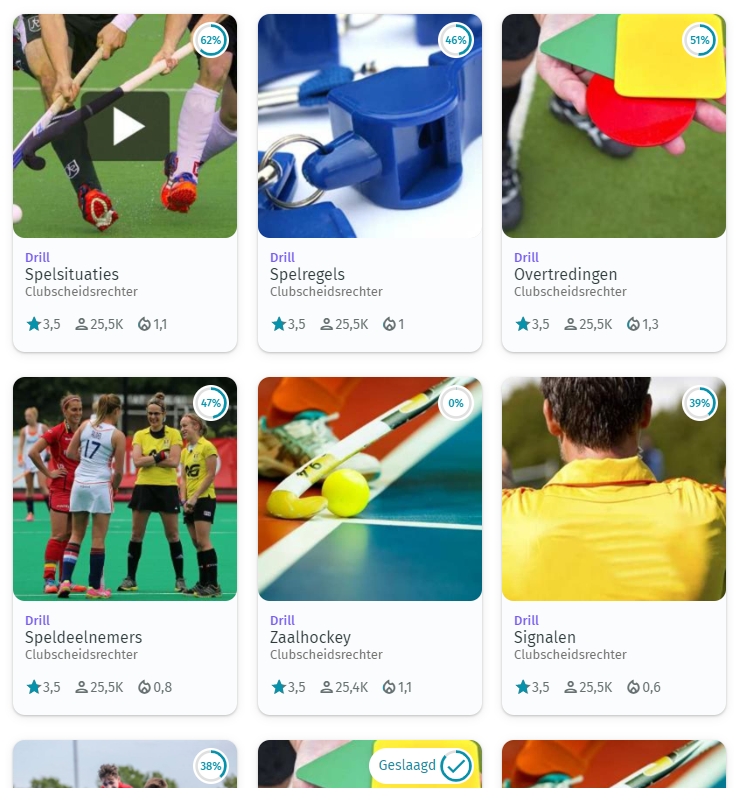 62%
46%
51%
Drill
Spelsituaties
Clubscheidsrechter
3,5 25,5K 1,1
Drill
Spelregels
Clubscheidsrechter
3,5 25,5K 1
Drill
Overtredingen
Clubscheidsrechter
3,5 25,5K 1,3
47%
17
0%
39%
Drill
Speldeelnemers
Clubscheidsrechter
3,5 25,5K 0,8
Drill
Zaalhockey
Clubscheidsrechter
3,5 25,4K 1,1
Drill
Signalen
Clubscheidsrechter
3,5 25,5K 0,6
38%
Geslaagd